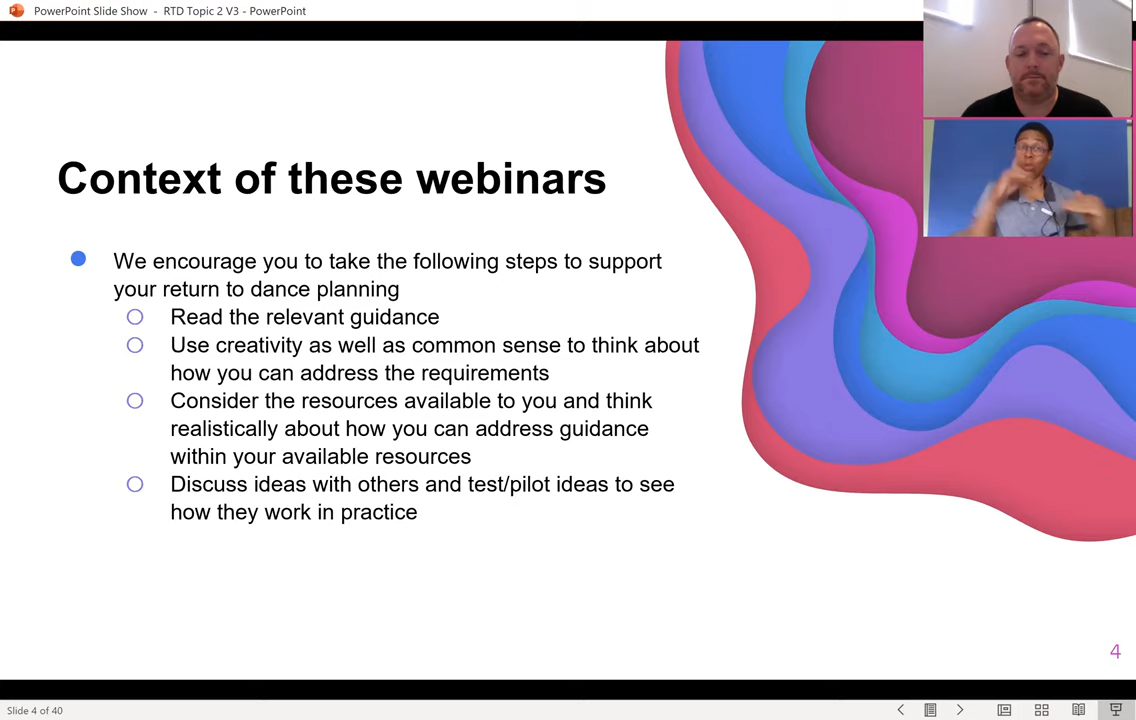 PowerPoint Slide Show - RTD Topic 2 V3 - PowerPoint
Context of these webinars
We encourage you to take the following steps to support
your return to dance planning
Read the relevant guidance
Use creativity as well as common sense to think about
how you can address the requirements
Consider the resources available to you and think
realistically about how you can address guidance
within your available resources
Discuss ideas with others and test/pilot ideas to see
how they work in practice
4
Slide 4 of 40